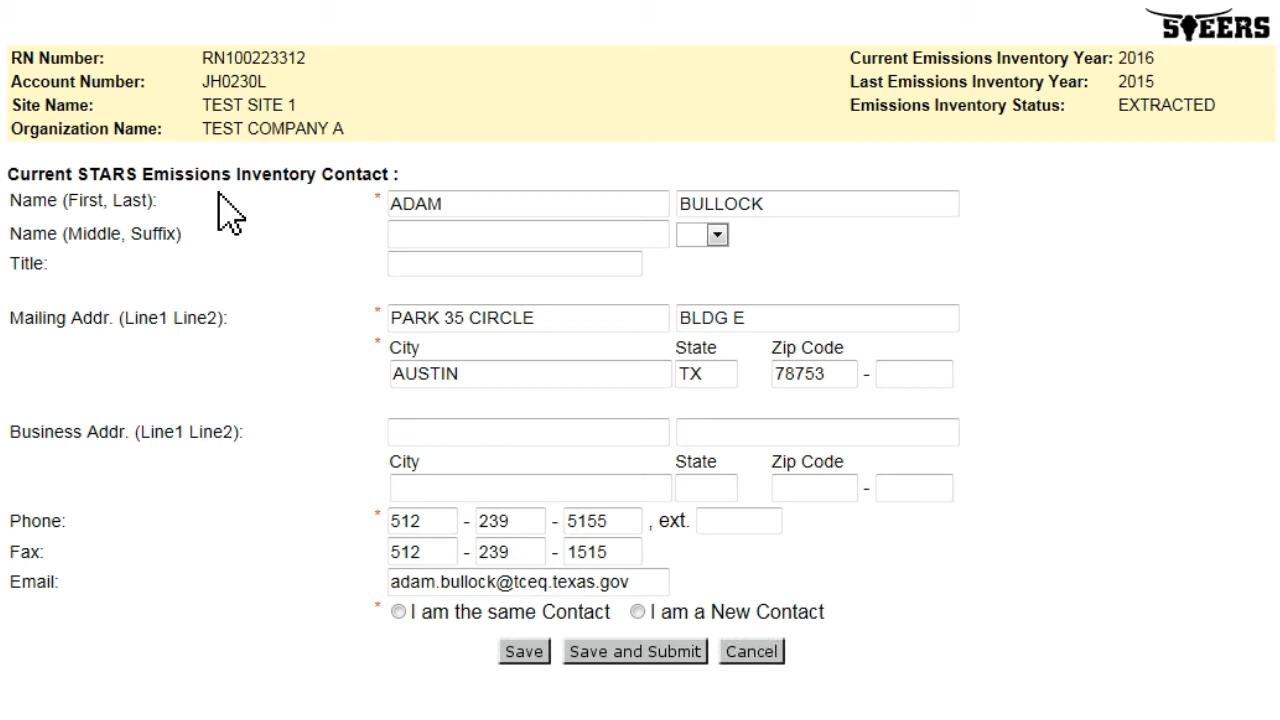 STEERS
RN Number: RN100223312 Current Emissions Inventory Year: 2016
Account Number: JH0230L Last Emissions Inventory Year: 2015
Site Name: TEST SITE 1 Emissions Inventory Status: EXTRACTED
Organization Name: TEST COMPANY A
Current STARS Emissions Inventory Contact :
Name (First, Last): * ADAM BULLOCK
Name (Middle, Suffix)
Title:
Mailing Addr. (Line1 Line2): * PARK 35 CIRCLE BLDG E
* City State Zip Code
AUSTIN TX 78753 -
Business Addr. (Line1 Line2):
City State Zip Code
-
Phone: * 512 - 239 - 5155 , ext.
Fax: 512 - 239 - 1515
Email: adam.bullock@tceq.texas.gov
* I am the same Contact I am a New Contact
Save Save and Submit Cancel